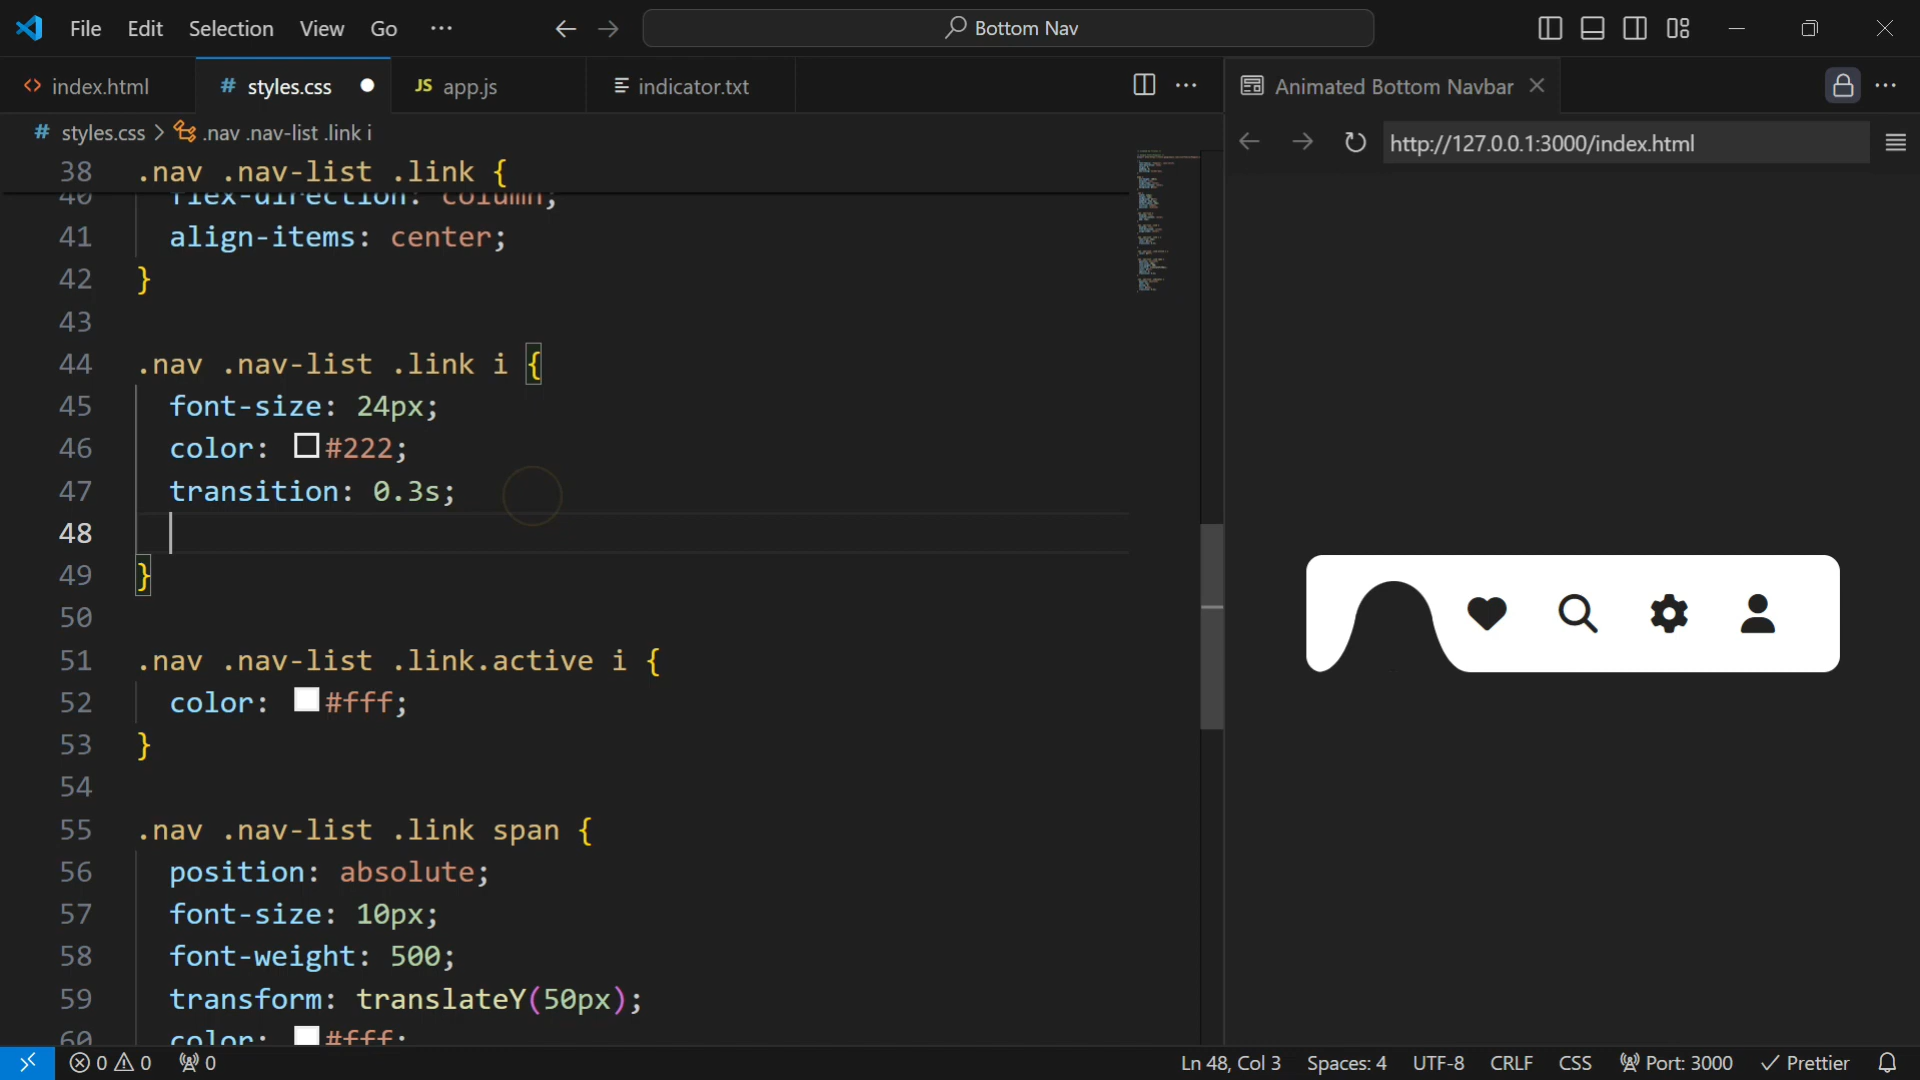 File Edit Selection View Go ··· Bottom Nav
index.html # styles.css JS app.js indicator.txt Animated Bottom Navbar
# styles.css > .nav .nav-list .link i
http://127.0.0.1:3000/index.html
38 .nav .nav-list .link {
40 flex-direction: column;
41 align-items: center;
42 }
43
44 .nav .nav-list .link i {
45 font-size: 24px;
46 color: #222;
47 transition: 0.3s;
48
49 }
50
51 .nav .nav-list .link.active i {
52 color: #fff;
53 }
54
55 .nav .nav-list .link span {
56 position: absolute;
57 font-size: 10px;
58 font-weight: 500;
59 transform: translateY(50px);
60 color: #fff;
0 0 0 Ln 48, Col 3 Spaces: 4 UTF-8 CRLF CSS Port: 3000 Prettier